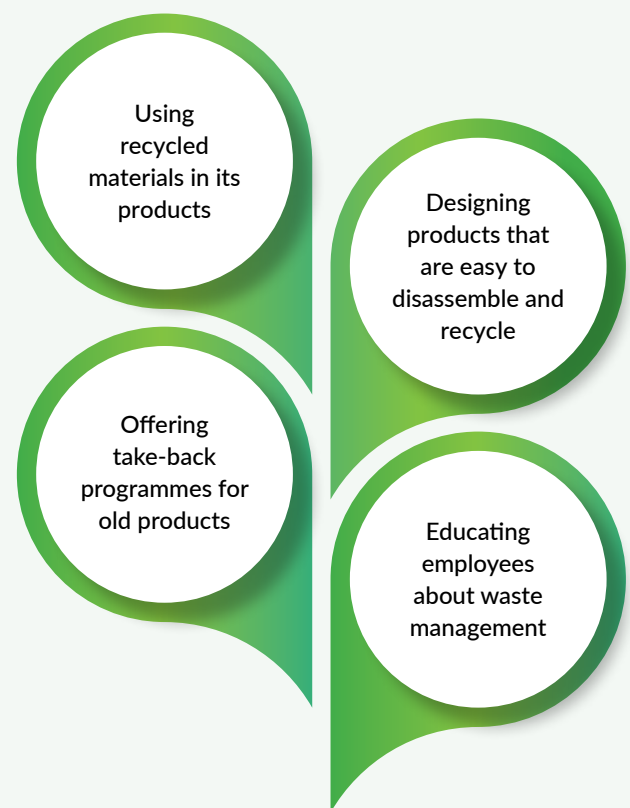 Using
recycled
materials in its
products
Designing
products that
are easy to
disassemble and
recycle
Offering
take-back
programmes for
old products
Educating
employees
about waste
management